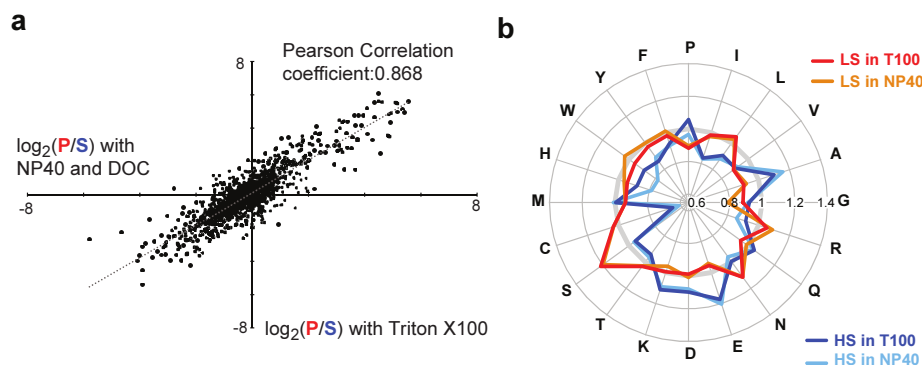 a
8
Pearson Correlation
coefficient:0.868
log2(P/S) with
NP40 and DOC
-8
8
-8
log2(P/S) with Triton X100
b
P
I
L
V
A
G
R
Q
N
E
D
K
T
S
C
M
H
W
Y
F
0.6 0.8 1 1.2 1.4
LS in T100
LS in NP40
HS in T100
HS in NP40